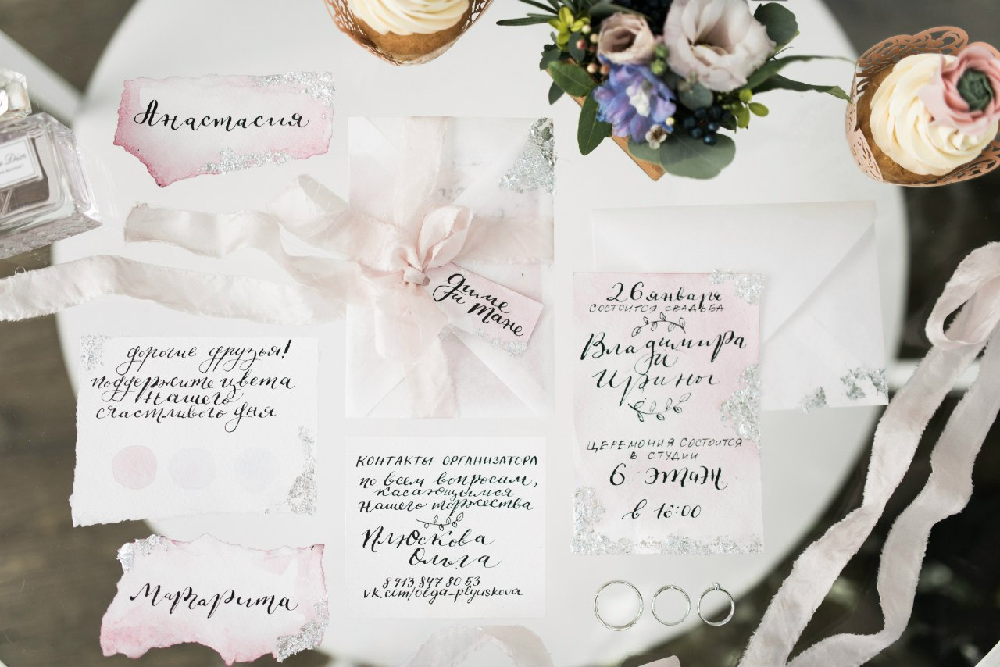 Анастасия
Диме
и Тане
26 января
состоится свадьба
Владимира
и
Ирины
церемония состоится
в студии
6 этаж
в 16:00
дорогие друзья!
поддержите цвета
нашего
счастливого дня
контакты организатора
по всем вопросам,
касающимся
нашего торжества
Плюскова
Ольга
8 913 847 80 53
vk.com/olga-plyuskova
Маргарита